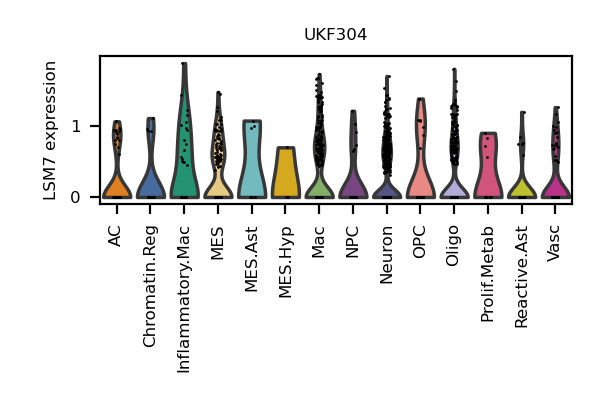 UKF304
LSM7 expression
1
0
AC
Chromatin.Reg
Inflammatory.Mac
MES
MES.Ast
MES.Hyp
Mac
NPC
Neuron
OPC
Oligo
Prolif.Metab
Reactive.Ast
Vasc